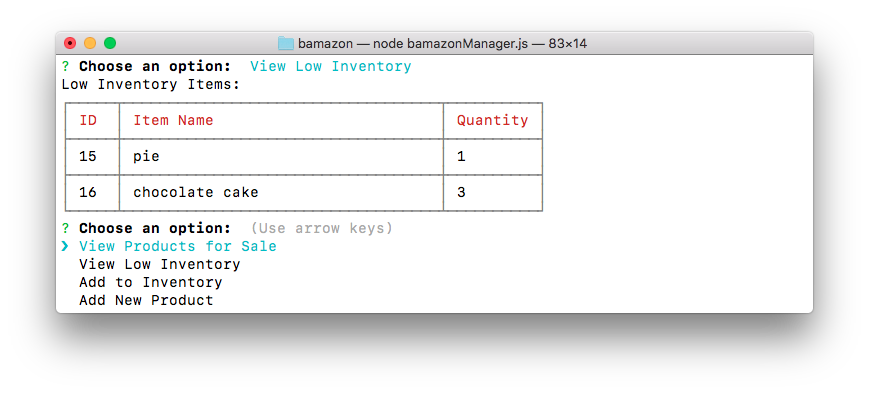 bamazon — node bamazonManager.js — 83×14
? Choose an option:  View Low Inventory
Low Inventory Items:
ID Item Name Quantity
15 pie 1
16 chocolate cake 3
? Choose an option:  (Use arrow keys)
❯ View Products for Sale
View Low Inventory
Add to Inventory
Add New Product